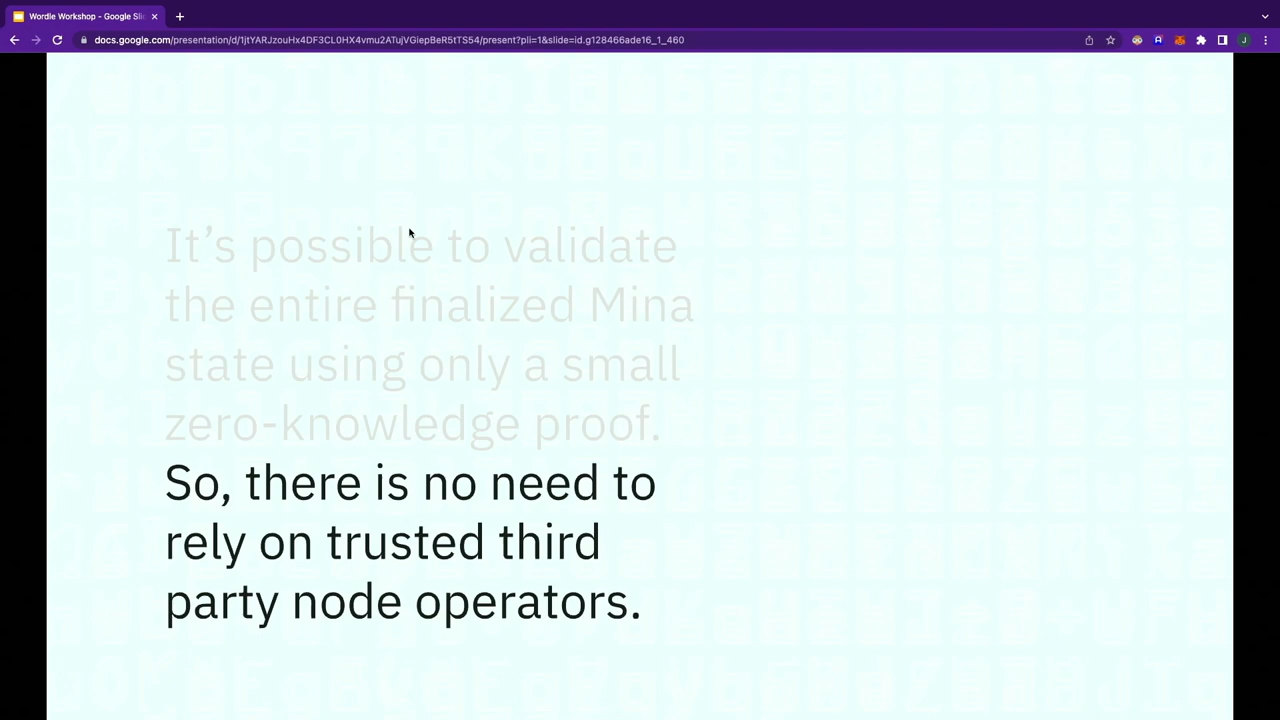 Wordle Workshop - Google Sli
docs.google.com/presentation/d/1jtYARJzouHx4DF3CL0HX4vmu2ATujVGiepBeR5tTS54/present?pli=1&slide=id.g128466ade16_1_460
J
It’s possible to validate
the entire finalized Mina
state using only a small
zero-knowledge proof.
So, there is no need to
rely on trusted third
party node operators.